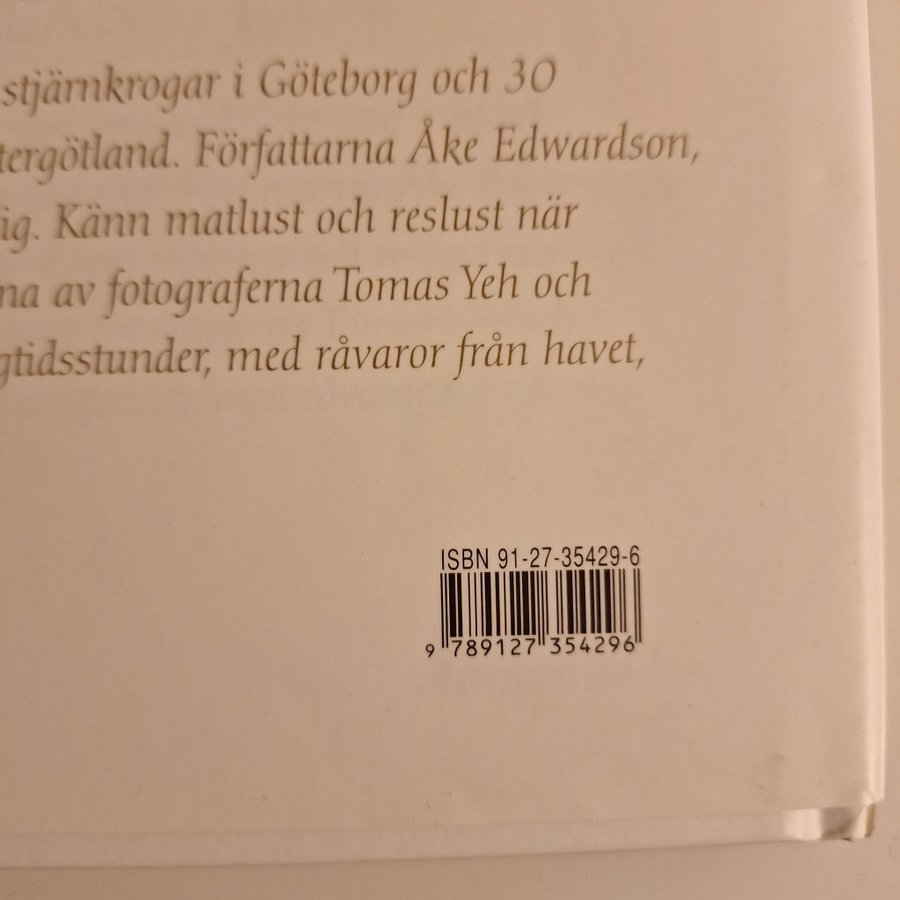 stjärnkrogar i Göteborg och 30
tergötland. Författarna Åke Edwardson,
ig. Känn matlust och reslust när
na av fotograferna Tomas Yeh och
gtidsstunder, med råvaror från havet,
ISBN 91-27-35429-6
9 789127 354296